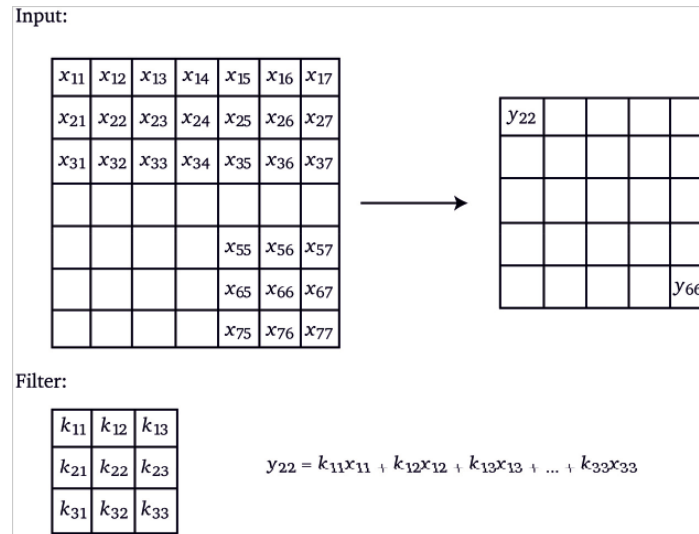 Input:
x11 x12 x13 x14 x15 x16 x17
x21 x22 x23 x24 x25 x26 x27
x31 x32 x33 x34 x35 x36 x37
x55 x56 x57
x65 x66 x67
x75 x76 x77
y22
y66
Filter:
k11 k12 k13
k21 k22 k23
k31 k32 k33
y22 = k11x11 + k12x12 + k13x13 + ... + k33x33